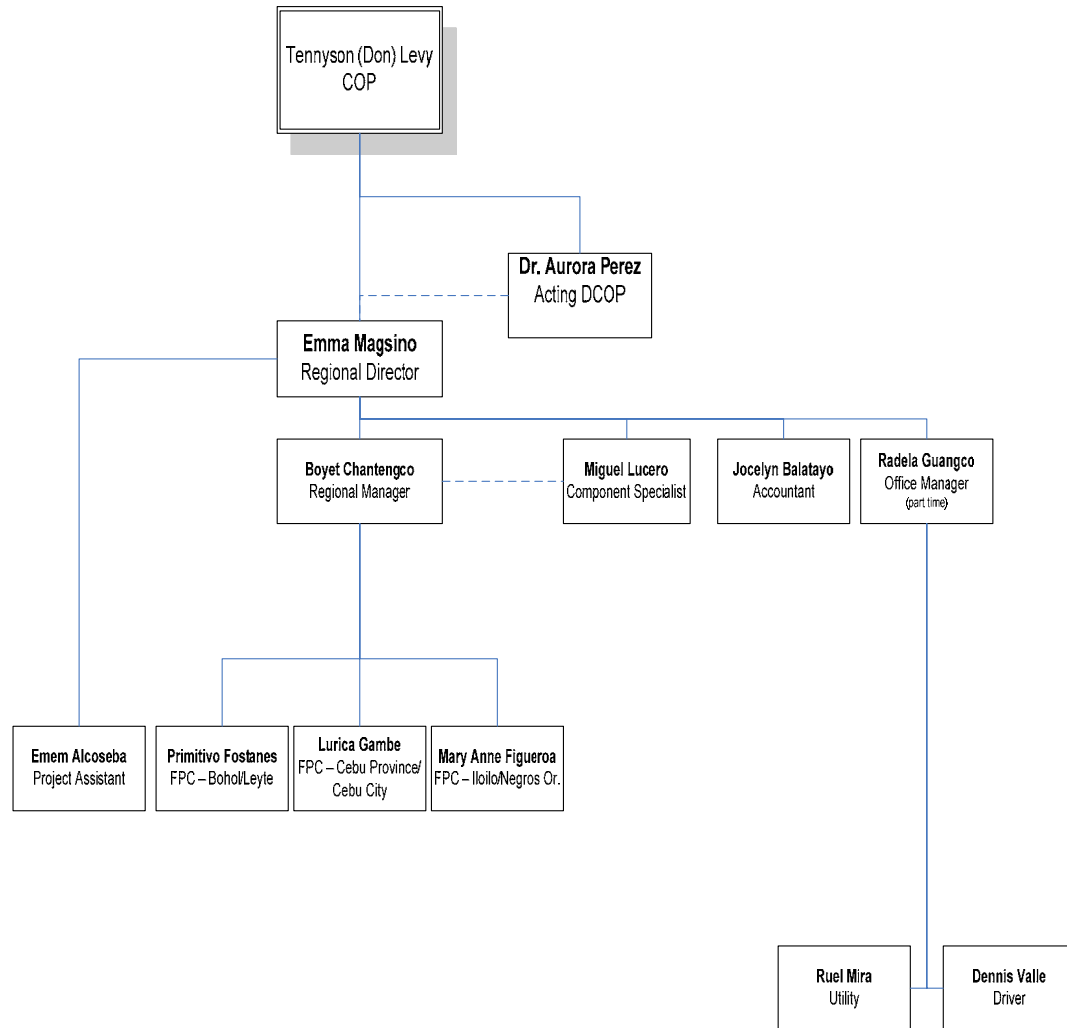 Tennyson (Don) Levy
COP
Dr. Aurora Perez
Acting DCOP
Emma Magsino
Regional Director
Boyet Chantengco
Regional Manager
Miguel Lucero
Component Specialist
Jocelyn Balatayo
Accountant
Radela Guangco
Office Manager
(part time)
Emem Alcoseba
Project Assistant
Primitivo Fostanes
FPC – Bohol/Leyte
Lurica Gambe
FPC – Cebu Province/
Cebu City
Mary Anne Figueroa
FPC – Iloilo/Negros Or.
Ruel Mira
Utility
Dennis Valle
Driver